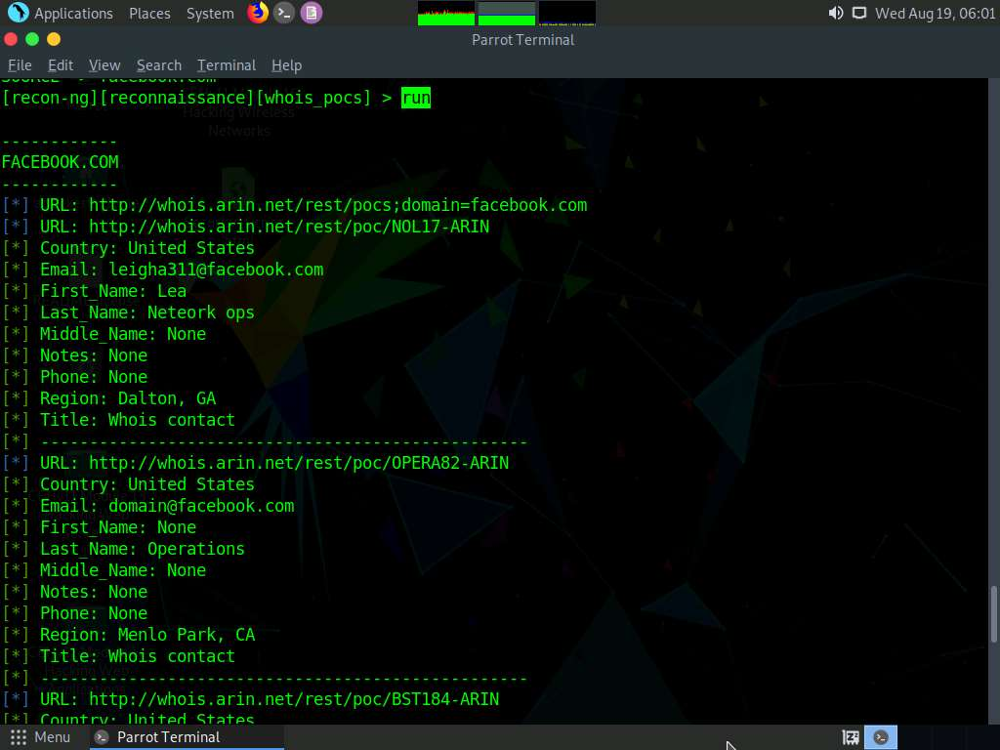 Applications Places System Wed Aug 19, 06:01
Parrot Terminal
File Edit View Search Terminal Help
SOURCE => facebook.com
[recon-ng][reconnaissance][whois_pocs] > run
Hacking Wireless
Networks
------------
FACEBOOK.COM
------------
[*] URL: http://whois.arin.net/rest/pocs;domain=facebook.com
[*] URL: http://whois.arin.net/rest/poc/NOL17-ARIN
[*] Country: United States
[*] Email: leigha311@facebook.com
[*] First_Name: Lea
[*] Last_Name: Neteork ops
[*] Middle_Name: None
[*] Notes: None
[*] Phone: None
[*] Region: Dalton, GA
[*] Title: Whois contact
[*] --------------------------------------------------
[*] URL: http://whois.arin.net/rest/poc/OPERA82-ARIN
[*] Country: United States
[*] Email: domain@facebook.com
[*] First_Name: None
[*] Last_Name: Operations
[*] Middle_Name: None
[*] Notes: None
[*] Phone: None
[*] Region: Menlo Park, CA
[*] Title: Whois contact
[*] --------------------------------------------------
[*] URL: http://whois.arin.net/rest/poc/BST184-ARIN
[*] Country: United States
Menu Parrot Terminal